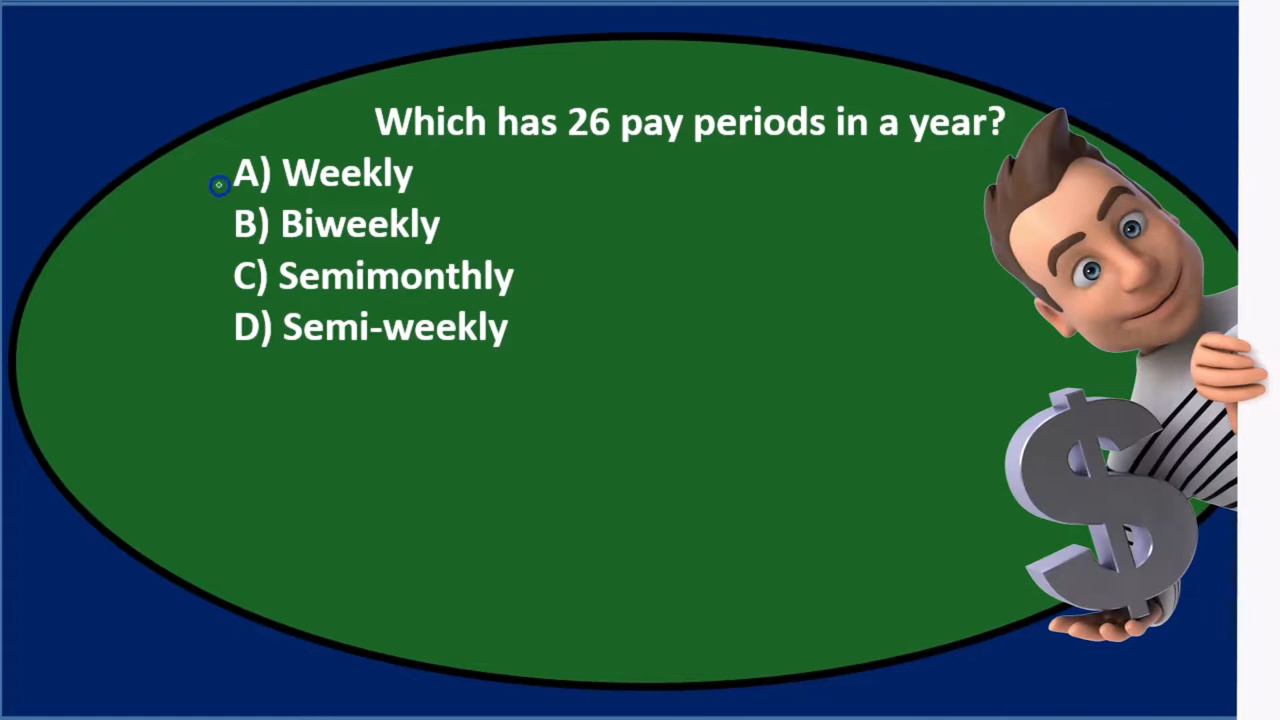 Which has 26 pay periods in a year?
A) Weekly
B) Biweekly
C) Semimonthly
D) Semi-weekly